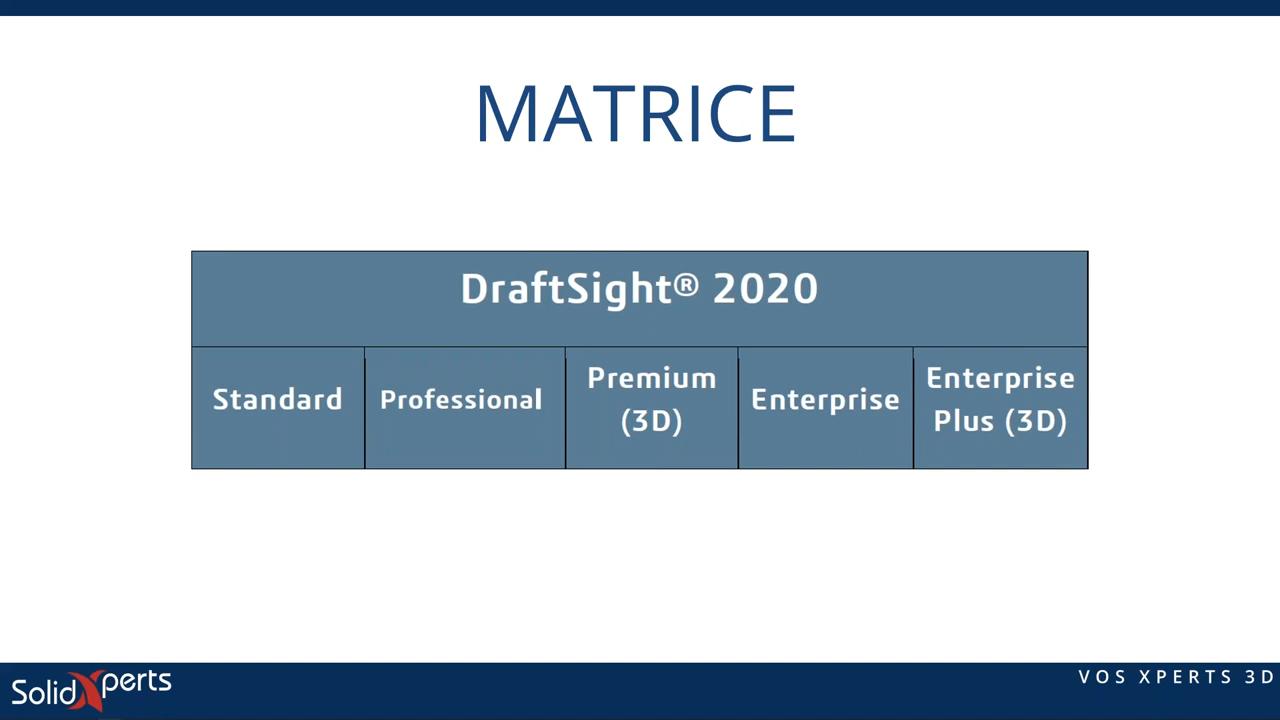 MATRICE
DraftSight® 2020
Standard
Professional
Premium
(3D)
Enterprise
Enterprise
Plus (3D)
SolidXperts
VOS XPERTS 3D